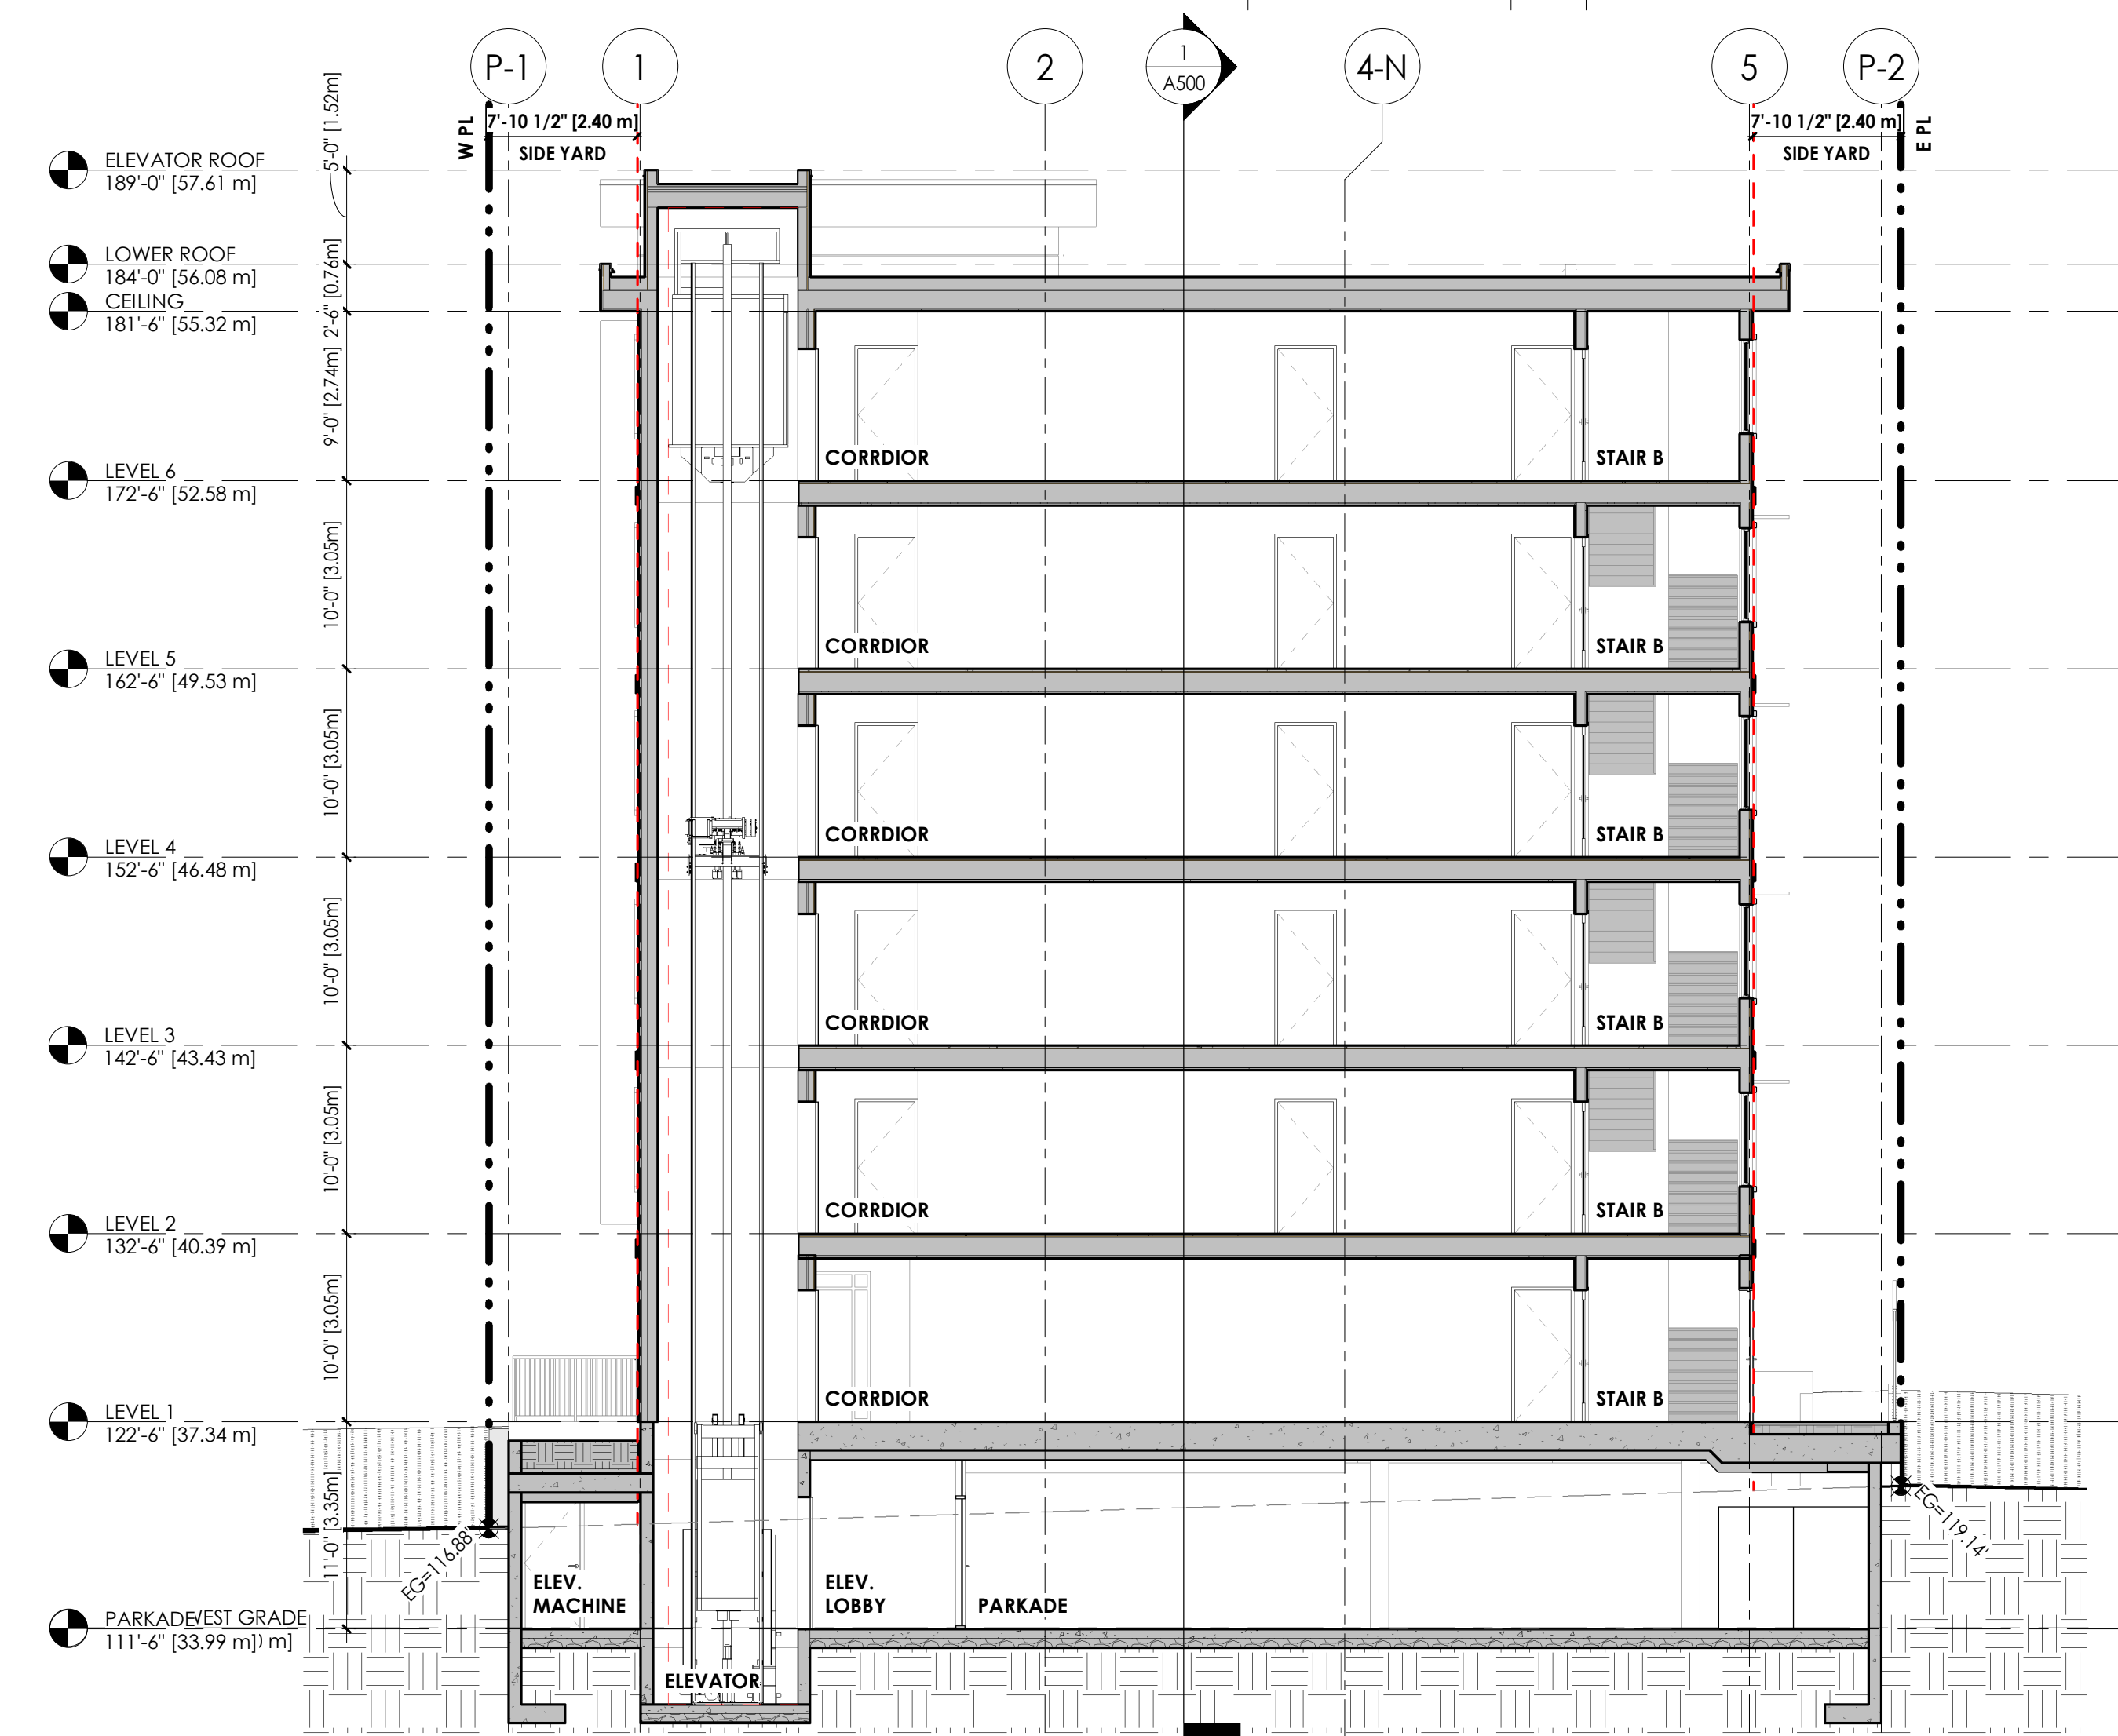 P-1
1
2
1
A500
4-N
5
P-2
W PL
7'-10 1/2" [2.40 m]
SIDE YARD
7'-10 1/2" [2.40 m]
SIDE YARD
E PL
5'-0" [1.52m]
ELEVATOR ROOF
189'-0" [57.61 m]
LOWER ROOF
184'-0" [56.08 m]
2'-6" [0.76m]
CEILING
181'-6" [55.32 m]
9'-0" [2.74m]
CORRDIOR
STAIR B
LEVEL 6
172'-6" [52.58 m]
10'-0" [3.05m]
CORRDIOR
STAIR B
LEVEL 5
162'-6" [49.53 m]
10'-0" [3.05m]
CORRDIOR
STAIR B
LEVEL 4
152'-6" [46.48 m]
10'-0" [3.05m]
CORRDIOR
STAIR B
LEVEL 3
142'-6" [43.43 m]
10'-0" [3.05m]
CORRDIOR
STAIR B
LEVEL 2
132'-6" [40.39 m]
10'-0" [3.05m]
CORRDIOR
STAIR B
LEVEL 1
122'-6" [37.34 m]
11'-0" [3.35m]
EG=116.88'
EG=119.14'
ELEV.
MACHINE
ELEV.
LOBBY
PARKADE
PARKADE GRADE
111'-6" [33.99 m]
ELEVATOR